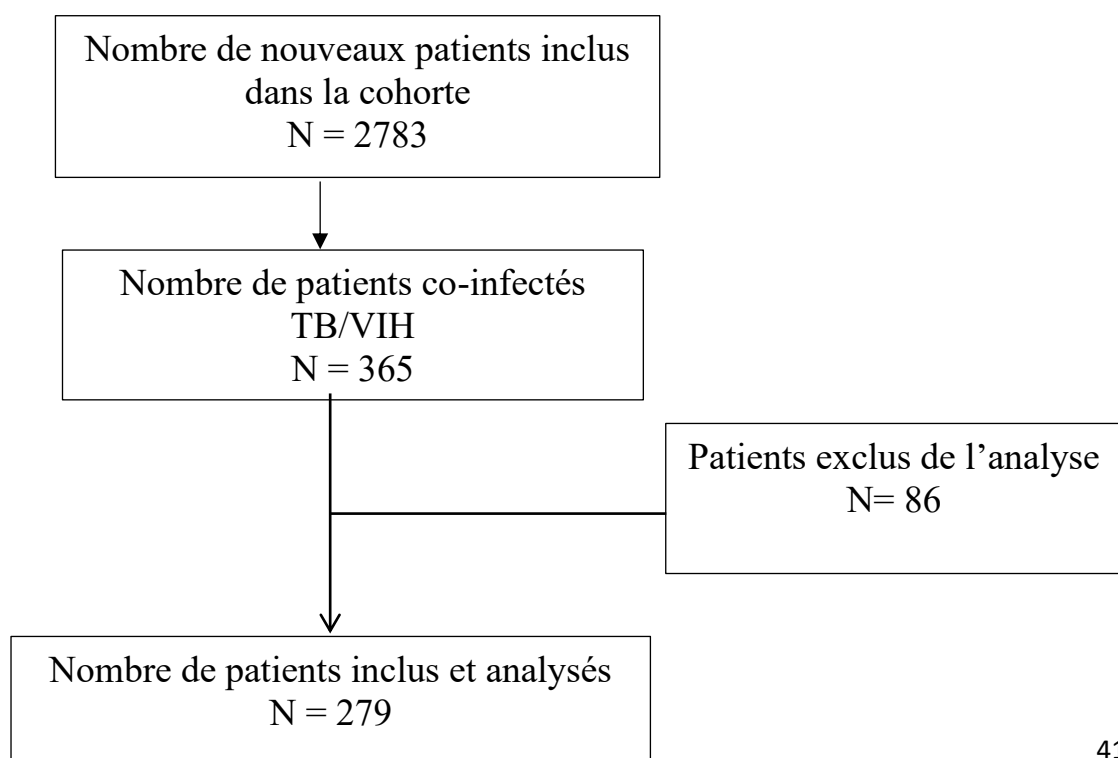 Nombre de nouveaux patients inclus
dans la cohorte
N = 2783
Nombre de patients co-infectés
TB/VIH
N = 365
Patients exclus de l’analyse
N= 86
Nombre de patients inclus et analysés
N = 279
41